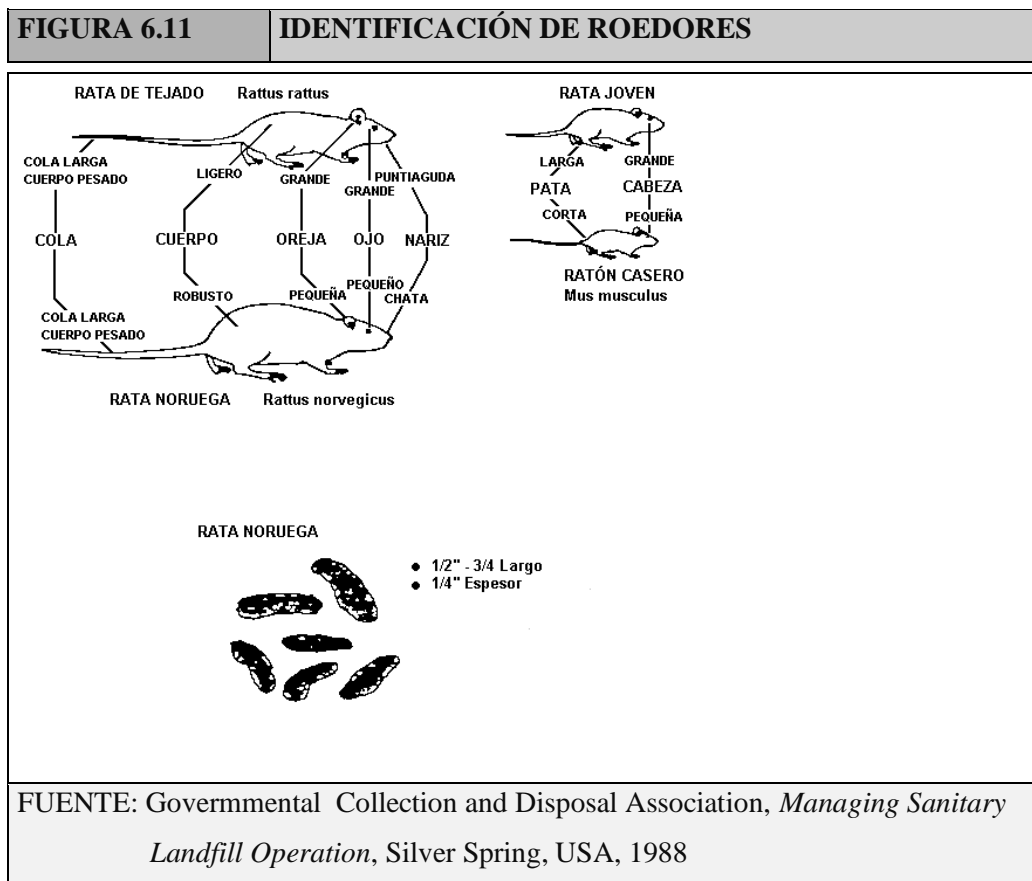 FIGURA 6.11 IDENTIFICACIÓN DE ROEDORES
RATA DE TEJADO Rattus rattus
COLA LARGA
CUERPO PESADO
LIGERO
GRANDE
GRANDE
PUNTIAGUDA
COLA CUERPO OREJA OJO NARIZ
ROBUSTO
PEQUEÑA
PEQUEÑO
CHATA
COLA LARGA
CUERPO PESADO
RATA NORUEGA Rattus norvegicus
RATA JOVEN
LARGA GRANDE
PATA CABEZA
CORTA PEQUEÑA
RATÓN CASERO
Mus musculus
RATA NORUEGA
● 1/2" - 3/4 Largo
● 1/4" Espesor
FUENTE: Govermmental Collection and Disposal Association, Managing Sanitary
Landfill Operation, Silver Spring, USA, 1988